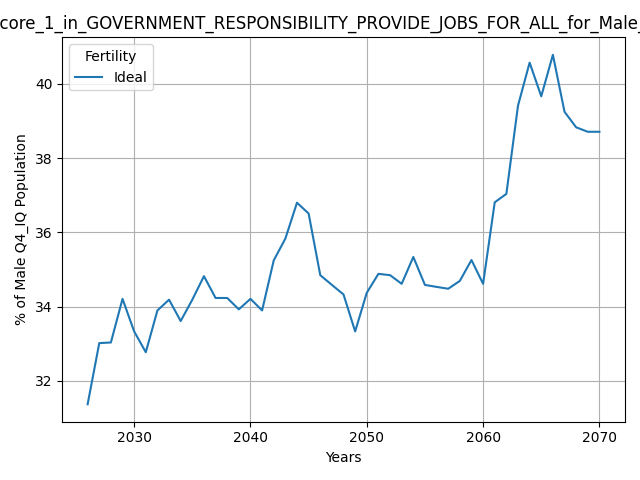 core_1_in_GOVERNMENT_RESPONSIBILITY_PROVIDE_JOBS_FOR_ALL_for_Male_
Fertility
Ideal
% of Male Q4_IQ Population
40
38
36
34
32
2030 2040 2050 2060 2070
Years